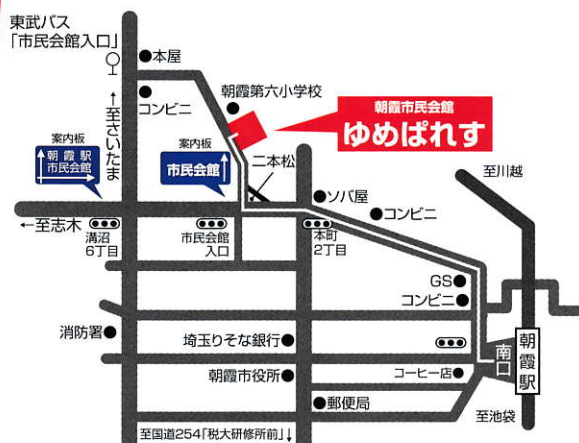 東武バス
「市民会館入口」
本屋
コンビニ
←至さいたま
朝霞第六小学校
朝霞市民会館
ゆめぱれす
案内板
朝霞駅
市民会館
案内板
市民会館
二本松
至川越
ソバ屋
コンビニ
←至志木
溝沼
6丁目
市民会館
入口
本町
2丁目
GS
コンビニ
消防署
埼玉りそな銀行
南口
朝霞駅
朝霞市役所
コーヒー店
郵便局
至池袋
至国道254「税大研修所前」↓